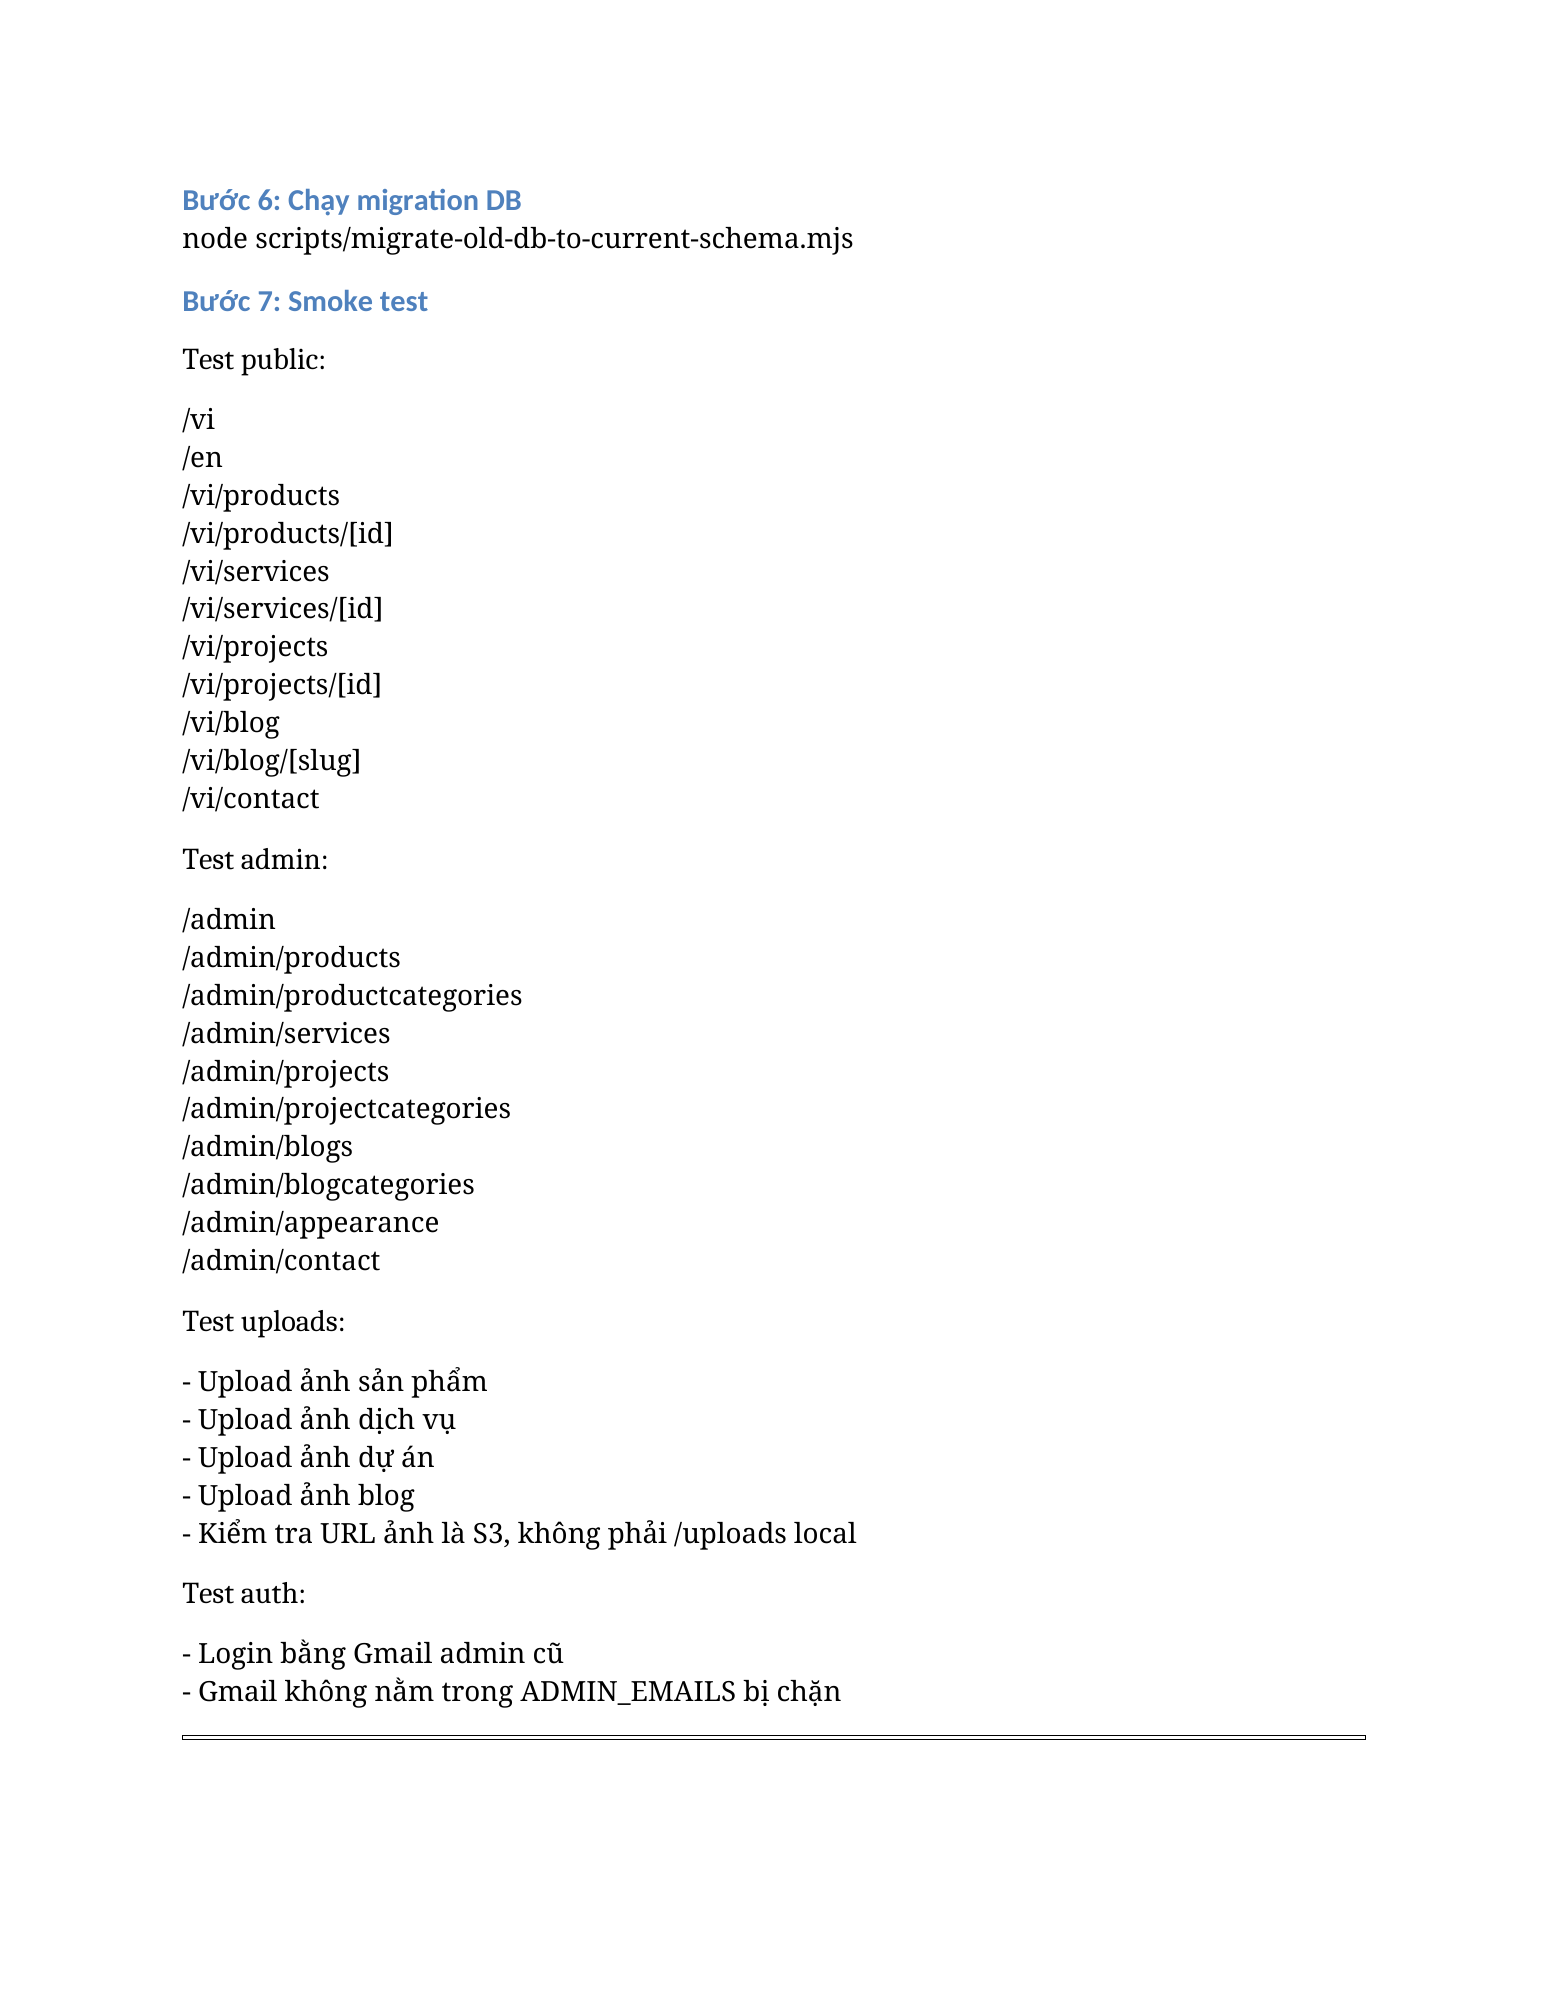 Bước 6: Chạy migration DB
node scripts/migrate-old-db-to-current-schema.mjs
Bước 7: Smoke test
Test public:
/vi
/en
/vi/products
/vi/products/[id]
/vi/services
/vi/services/[id]
/vi/projects
/vi/projects/[id]
/vi/blog
/vi/blog/[slug]
/vi/contact
Test admin:
/admin
/admin/products
/admin/productcategories
/admin/services
/admin/projects
/admin/projectcategories
/admin/blogs
/admin/blogcategories
/admin/appearance
/admin/contact
Test uploads:
- Upload ảnh sản phẩm
- Upload ảnh dịch vụ
- Upload ảnh dự án
- Upload ảnh blog
- Kiểm tra URL ảnh là S3, không phải /uploads local
Test auth:
- Login bằng Gmail admin cũ
- Gmail không nằm trong ADMIN_EMAILS bị chặn